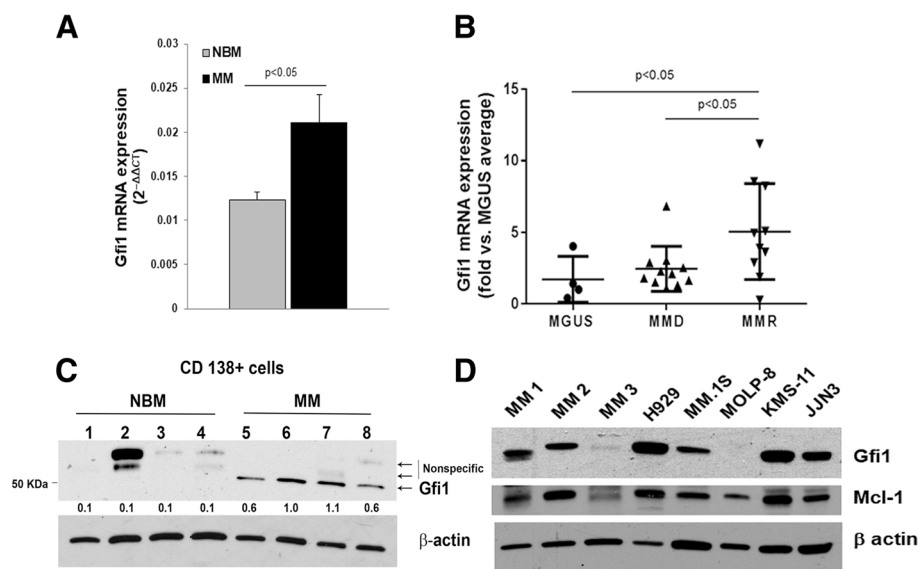 A
0.03
0.025
0.02
0.015
0.01
0.005
0
Gfi1 mRNA expression
(2^-ΔΔCT)
NBM
MM
p<0.05
B
p<0.05
p<0.05
15
10
5
0
Gfi1 mRNA expression
(fold vs. MGUS average)
MGUS MMD MMR
C
CD 138+ cells
NBM MM
1 2 3 4 5 6 7 8
50 KDa
Nonspecific
Gfi1
0.1 0.1 0.1 0.1 0.6 1.0 1.1 0.6
β-actin
D
MM 1 MM 2 MM 3 H929 MM.1S MOLP-8 KMS-11 JJN3
Gfi1
Mcl-1
β actin